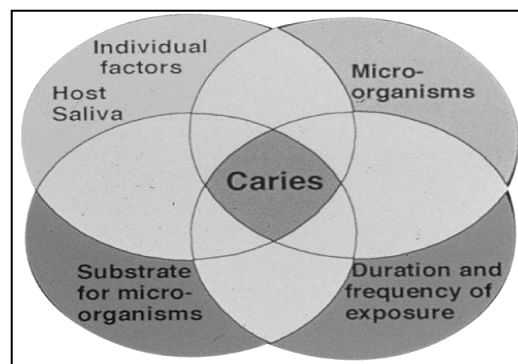 Individual
factors
Host
Saliva
Micro-
organisms
Caries
Substrate
for micro-
organisms
Duration and
frequency of
exposure